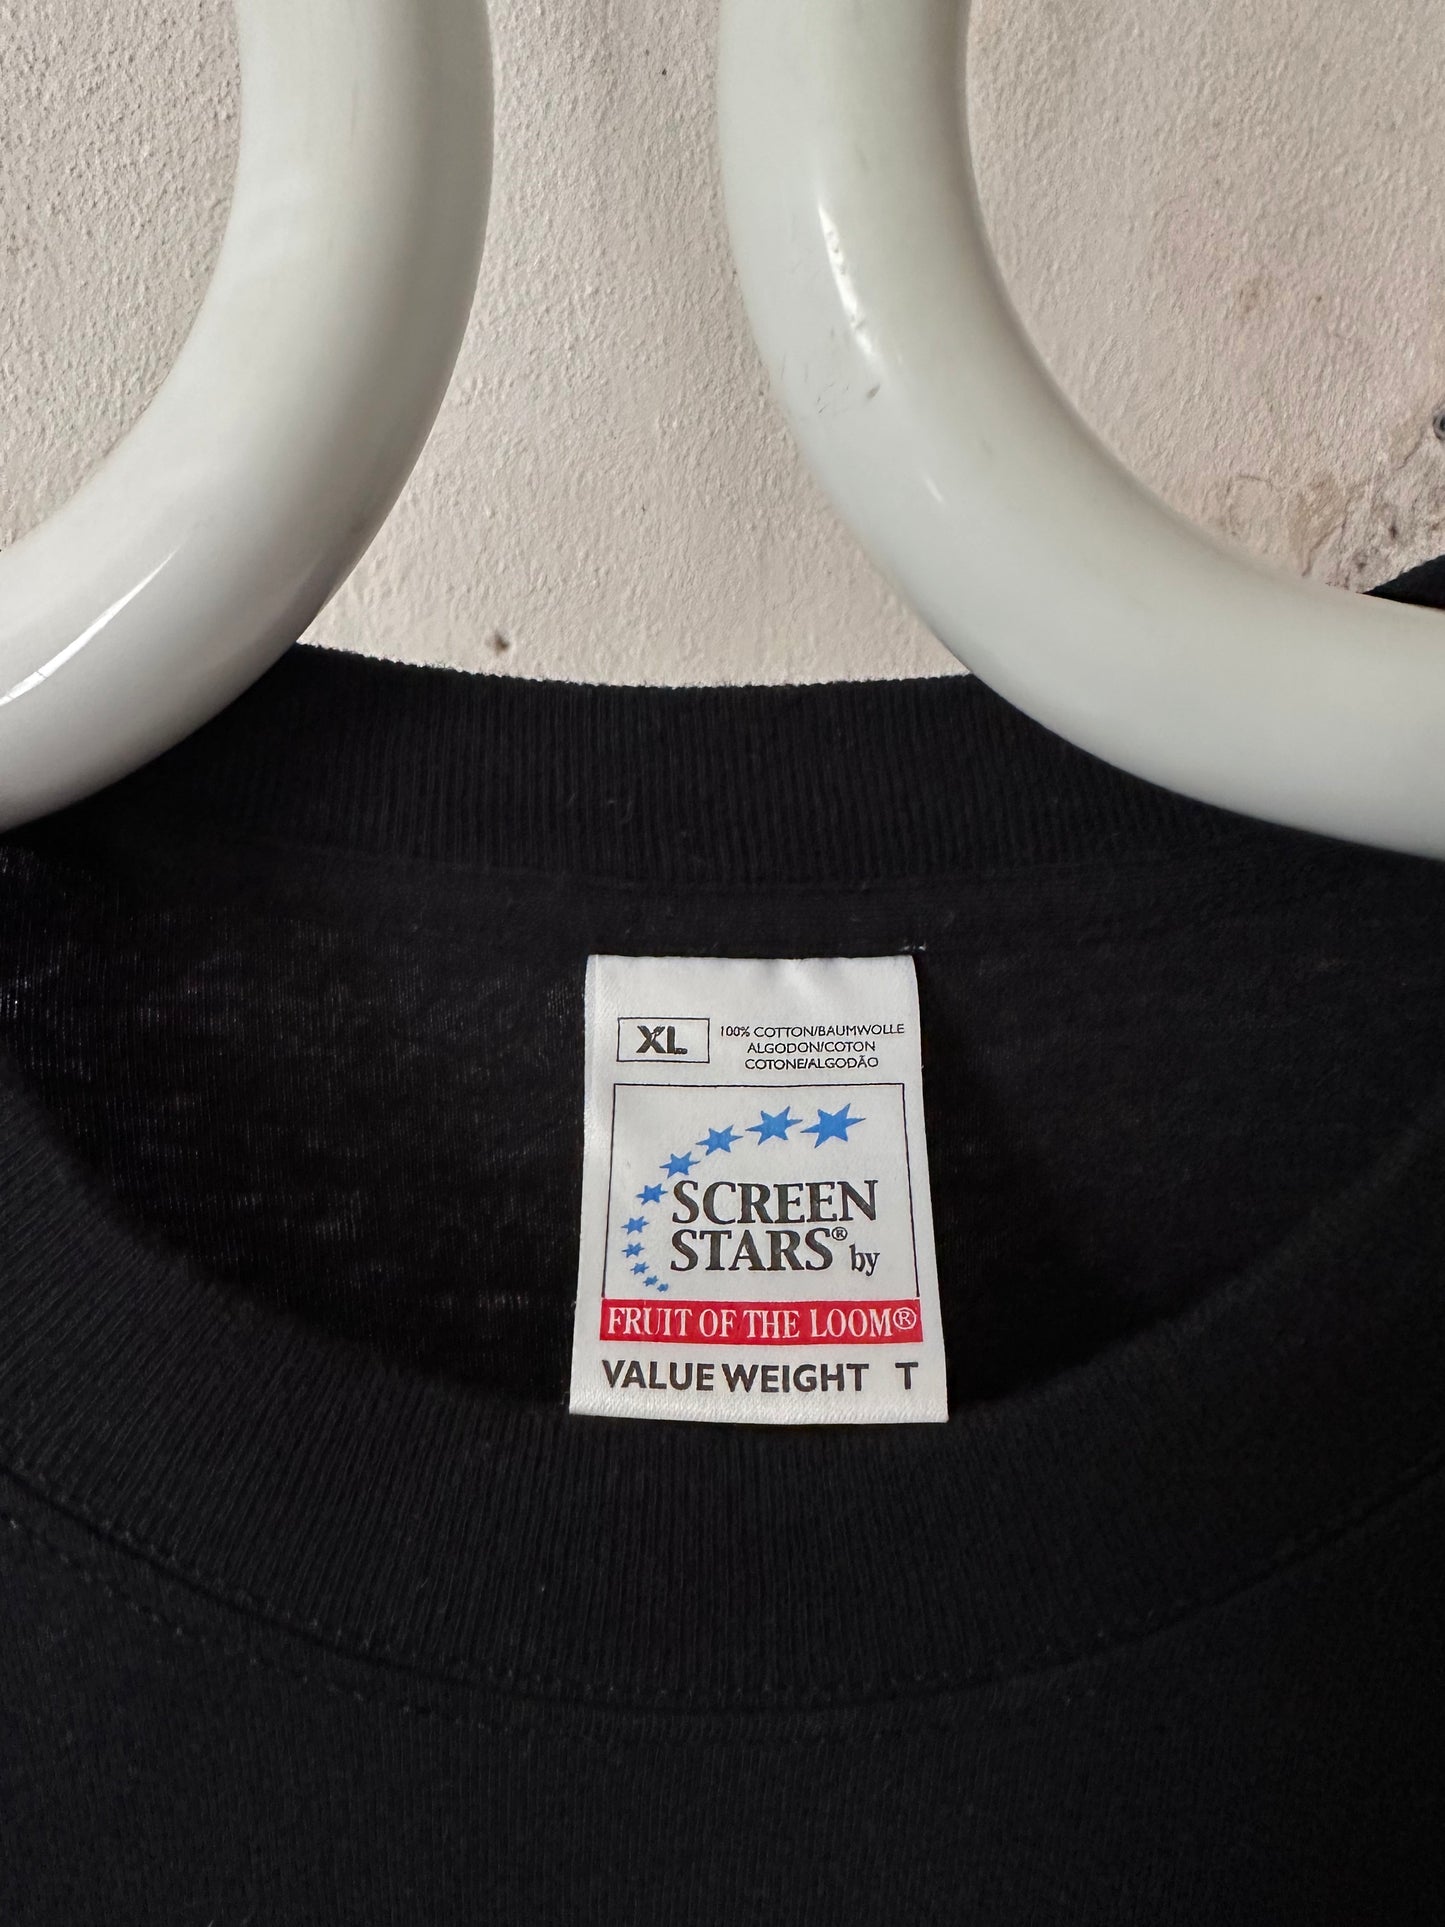 XL
100% COTTON/BAUMWOLLE
ALGODON/COTON
COTONE/ALGODÃO
SCREEN
STARS® by
FRUIT OF THE LOOM®
VALUE WEIGHT T